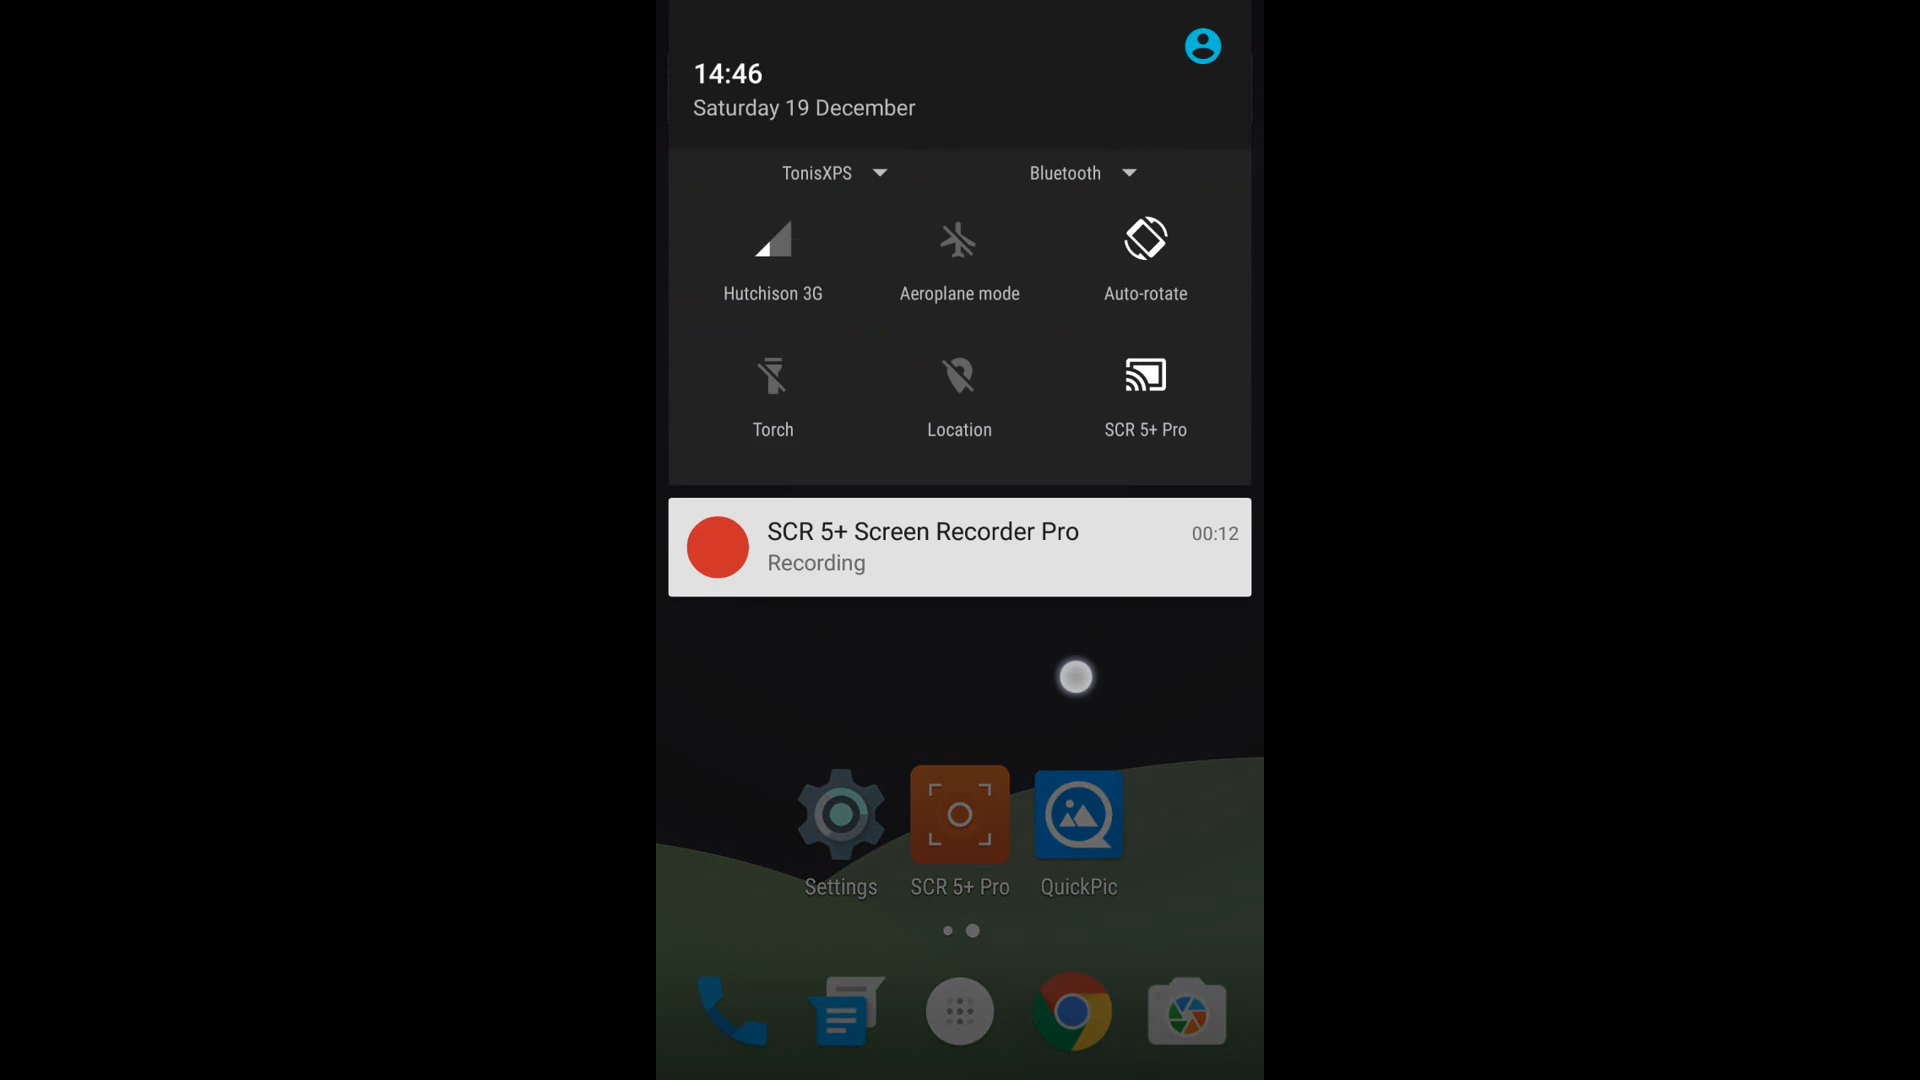 14:46
Saturday 19 December
TonisXPS Bluetooth
Hutchison 3G Aeroplane mode Auto-rotate
Torch Location SCR 5+ Pro
SCR 5+ Screen Recorder Pro 00:12
Recording
Settings SCR 5+ Pro QuickPic